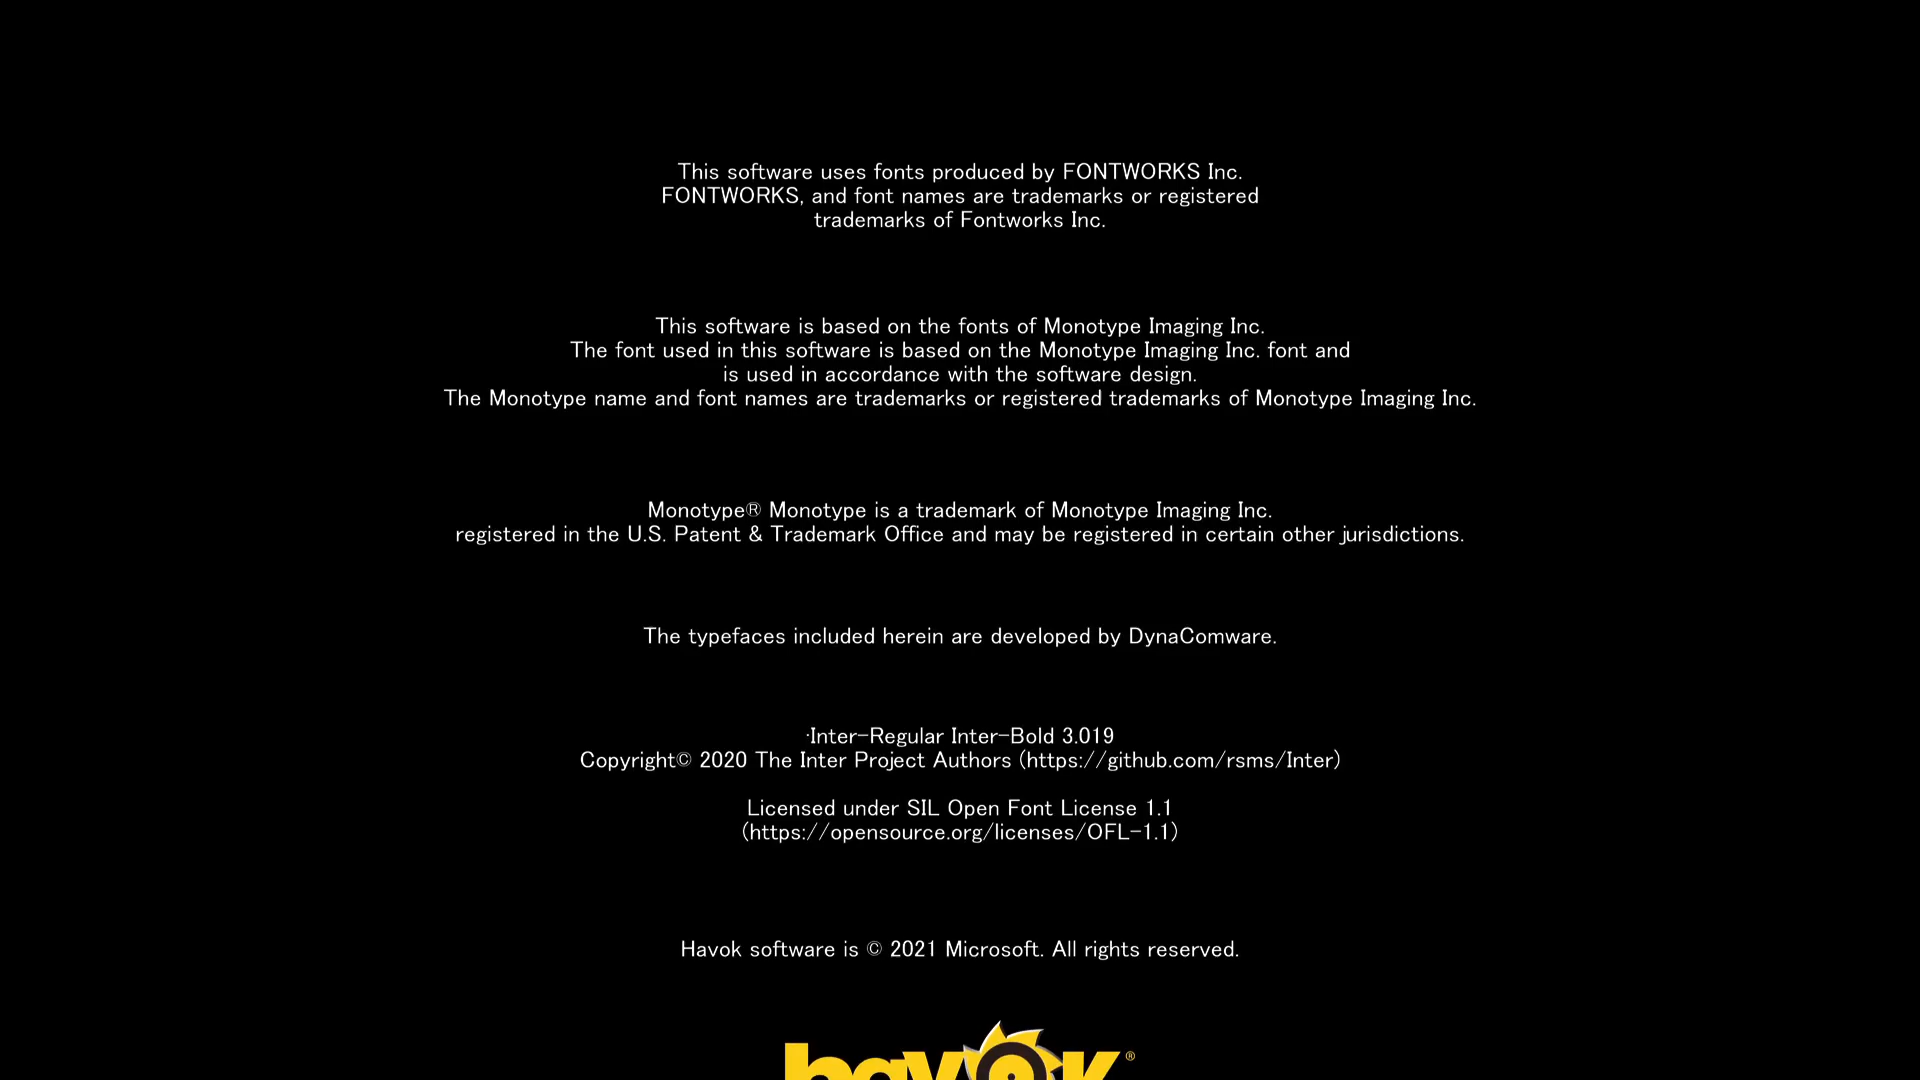 This software uses fonts produced by FONTWORKS Inc.
FONTWORKS, and font names are trademarks or registered
trademarks of Fontworks Inc.
This software is based on the fonts of Monotype Imaging Inc.
The font used in this software is based on the Monotype Imaging Inc. font and
is used in accordance with the software design.
The Monotype name and font names are trademarks or registered trademarks of Monotype Imaging Inc.
Monotype® Monotype is a trademark of Monotype Imaging Inc.
registered in the U.S. Patent & Trademark Office and may be registered in certain other jurisdictions.
The typefaces included herein are developed by DynaComware.
·Inter-Regular Inter-Bold 3.019
Copyright© 2020 The Inter Project Authors (https://github.com/rsms/Inter)
Licensed under SIL Open Font License 1.1
(https://opensource.org/licenses/OFL-1.1)
Havok software is © 2021 Microsoft. All rights reserved.
havok®